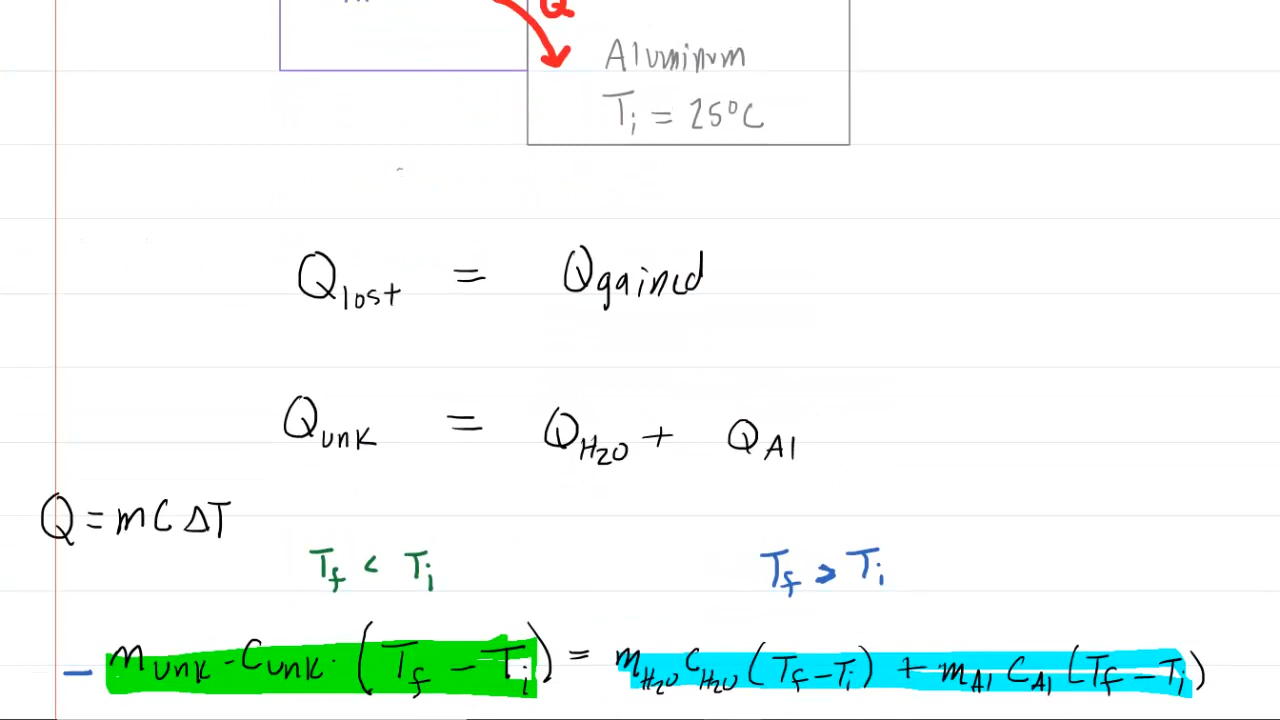 Q
Aluminum
Ti = 25°C
Qlost = Qgained
Qunk = QH2O + QAl
Q = mCΔT
Tf < Ti Tf > Ti
- munk · Cunk · (Tf - Ti) = mH2O CH2O (Tf - Ti) + mAl CAl (Tf - Ti)